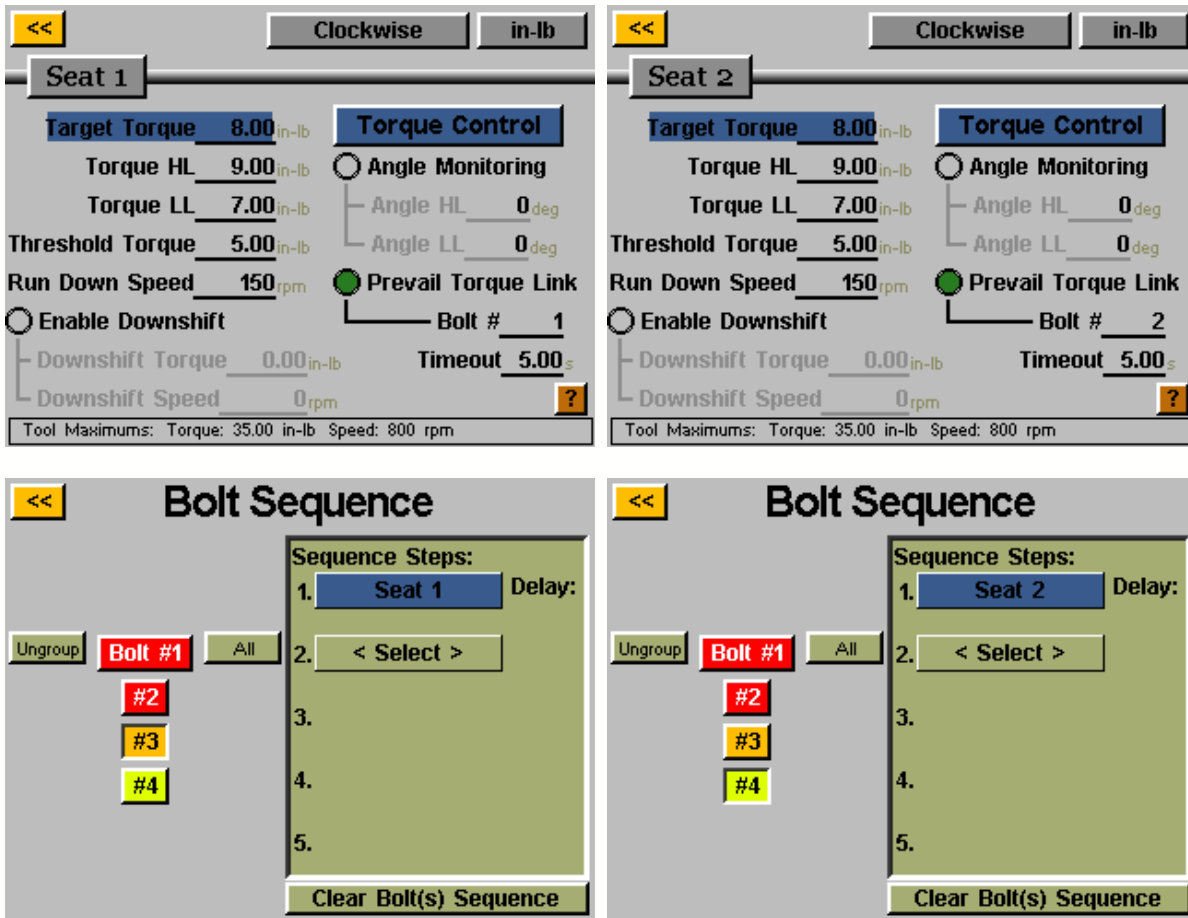 << Clockwise in-lb
Seat 1
Target Torque 8.00 in-lb Torque Control
Torque HL 9.00 in-lb Angle Monitoring
Torque LL 7.00 in-lb Angle HL 0 deg
Threshold Torque 5.00 in-lb Angle LL 0 deg
Run Down Speed 150 rpm Prevail Torque Link
Enable Downshift Bolt # 1
Downshift Torque 0.00 in-lb Timeout 5.00 s
Downshift Speed 0 rpm ?
Tool Maximums: Torque: 35.00 in-lb Speed: 800 rpm
<< Clockwise in-lb
Seat 2
Target Torque 8.00 in-lb Torque Control
Torque HL 9.00 in-lb Angle Monitoring
Torque LL 7.00 in-lb Angle HL 0 deg
Threshold Torque 5.00 in-lb Angle LL 0 deg
Run Down Speed 150 rpm Prevail Torque Link
Enable Downshift Bolt # 2
Downshift Torque 0.00 in-lb Timeout 5.00 s
Downshift Speed 0 rpm ?
Tool Maximums: Torque: 35.00 in-lb Speed: 800 rpm
<< Bolt Sequence
Sequence Steps:
1. Seat 1 Delay:
Ungroup Bolt #1 All 2. < Select >
#2
3.
#3
#4 4.
5.
Clear Bolt(s) Sequence
<< Bolt Sequence
Sequence Steps:
1. Seat 2 Delay:
Ungroup Bolt #1 All 2. < Select >
#2
3.
#3
#4 4.
5.
Clear Bolt(s) Sequence